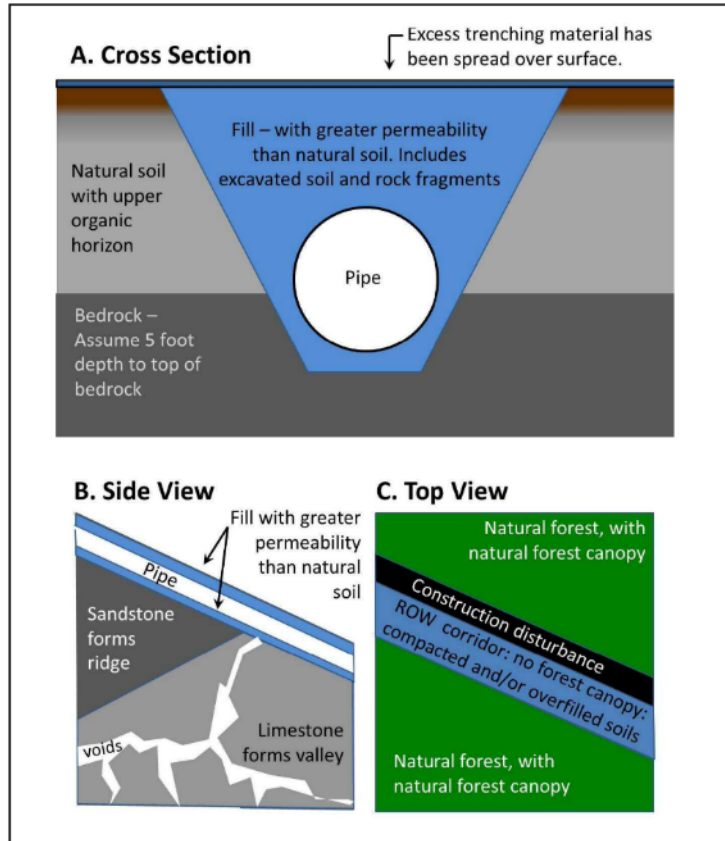 A. Cross Section
Excess trenching material has
been spread over surface.
Fill – with greater permeability
than natural soil. Includes
excavated soil and rock fragments
Natural soil
with upper
organic
horizon
Pipe
Bedrock –
Assume 5 foot
depth to top of
bedrock
B. Side View
Fill with greater
permeability
than natural
soil
Pipe
Sandstone
forms
ridge
voids
Limestone
forms valley
C. Top View
Natural forest, with
natural forest canopy
Construction disturbance
ROW corridor: no forest canopy:
compacted and/or overfilled soils
Natural forest, with
natural forest canopy